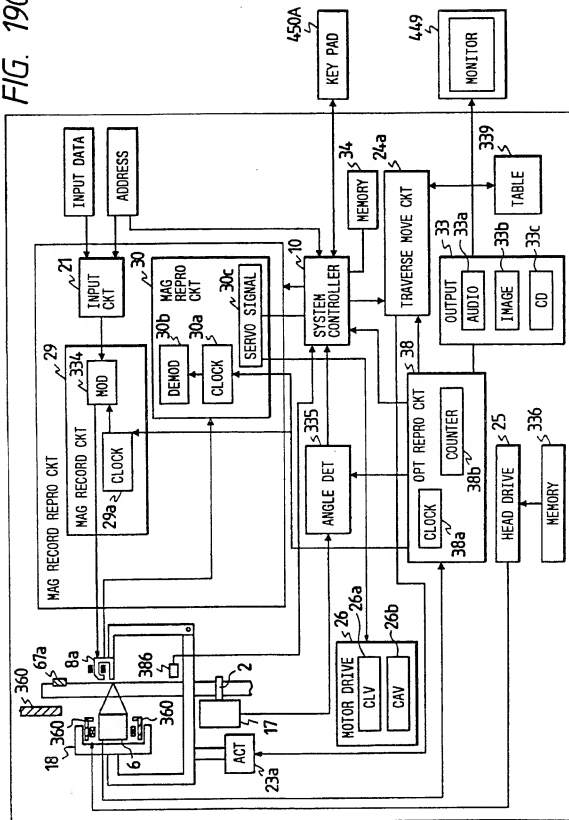 FIG. 190
MAG RECORD REPRO CKT
INPUT DATA
ADDRESS
21
INPUT CKT
29
334
MOD
MAG RECORD CKT
CLOCK
29a
30
MAG REPRO CKT
30b
DEMOD
30a
CLOCK
30c
SERVO SIGNAL
10
SYSTEM CONTROLLER
34
MEMORY
450A
KEY PAD
24a
TRAVERSE MOVE CKT
449
MONITOR
339
TABLE
33
OUTPUT
33a
AUDIO
33b
IMAGE
33c
CD
335
ANGLE DET
38
OPT REPRO CKT
CLOCK
38a
COUNTER
38b
25
HEAD DRIVE
336
MEMORY
26
MOTOR DRIVE
26a
CLV
26b
CAV
360
67a
8a
360
360
18
6
386
2
17
ACT
23a